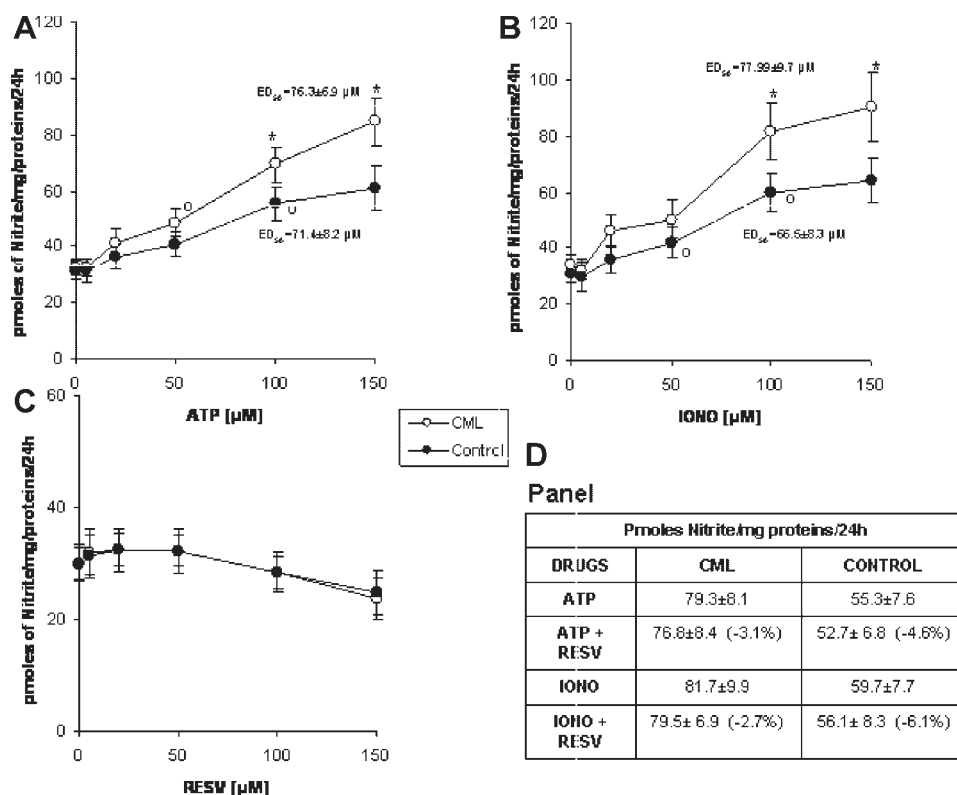 A
120
100
80
60
40
20
0
pmoles of Nitrite/mg/proteins/24h
ED50=76.3±6.9 µM
*
*
o
o
ED50=71.4±8.2 µM
0 50 100 150
ATP [µM]
B
120
100
80
60
40
20
0
pmoles of Nitrite/mg/proteins/24h
ED50=77.99±9.7 µM
*
*
o
o
ED50=66.5±8.3 µM
0 50 100 150
IONO [µM]
C
60
40
20
0
pmoles of Nitrite/mg/proteins/24h
0 50 100 150
RESV [µM]
CML
Control
D
Panel
Pmoles Nitrite/mg proteins/24h
DRUGS CML CONTROL
ATP 79.3±8.1 55.3±7.6
ATP + 76.8±8.4 (-3.1%) 52.7± 6.8 (-4.6%)
RESV
IONO 81.7±9.9 59.7±7.7
IONO + 79.5± 6.9 (-2.7%) 56.1± 8.3 (-6.1%)
RESV